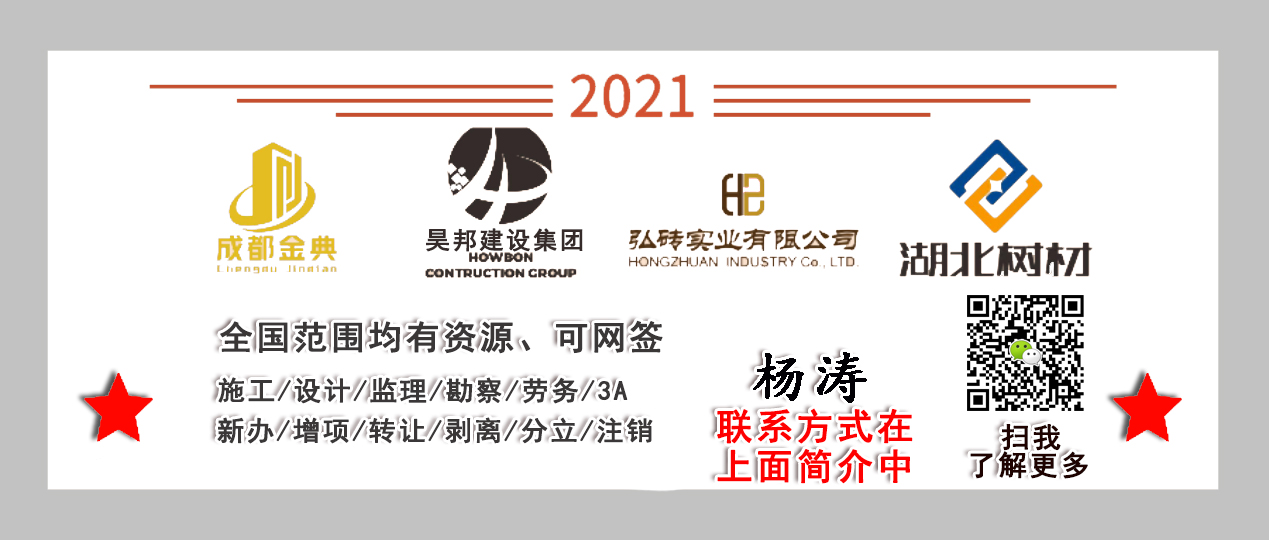 2021
成都金典
Chengdu Jindian
昊邦建设集团
HOWBON
CONTRUCTION GROUP
弘砖实业有限公司
HONGZHUAN INDUSTRY Co., LTD.
湖北树材
全国范围均有资源、可网签
施工/设计/监理/勘察/劳务/3A
新办/增项/转让/剥离/分立/注销
杨涛
联系方式在
上面简介中
扫我
了解更多